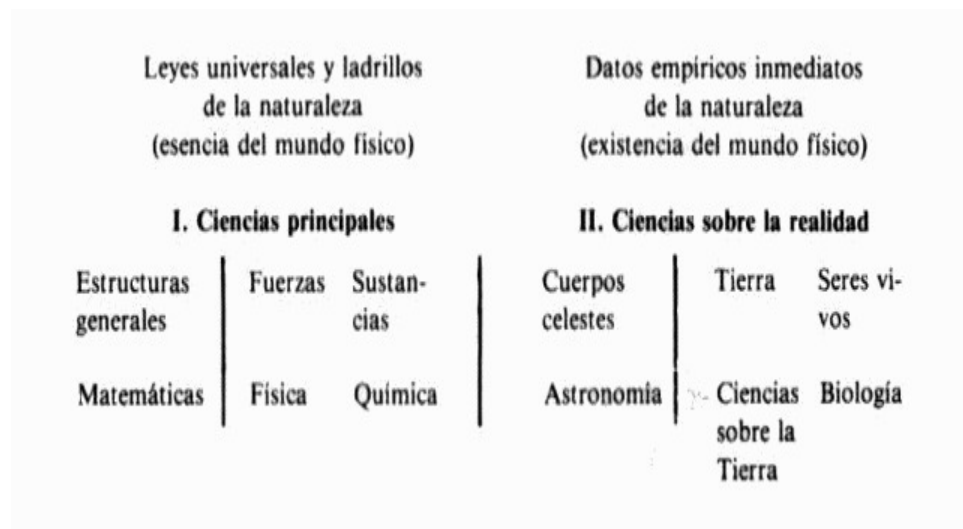 Leyes universales y ladrillos
de la naturaleza
(esencia del mundo físico)
Datos empíricos inmediatos
de la naturaleza
(existencia del mundo físico)
I. Ciencias principales
II. Ciencias sobre la realidad
Estructuras
generales
Fuerzas
Sustan-
cias
Cuerpos
celestes
Tierra
Seres vi-
vos
Matemáticas
Física
Química
Astronomía
Ciencias
sobre la
Tierra
Biología